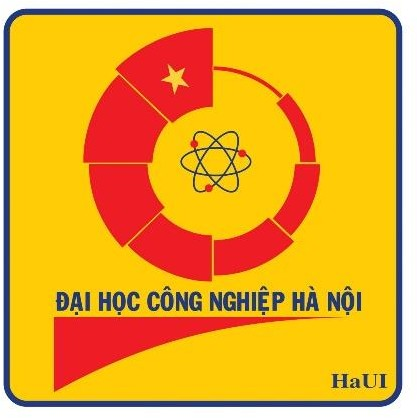 ĐẠI HỌC CÔNG NGHIỆP HÀ NỘI
HaUI